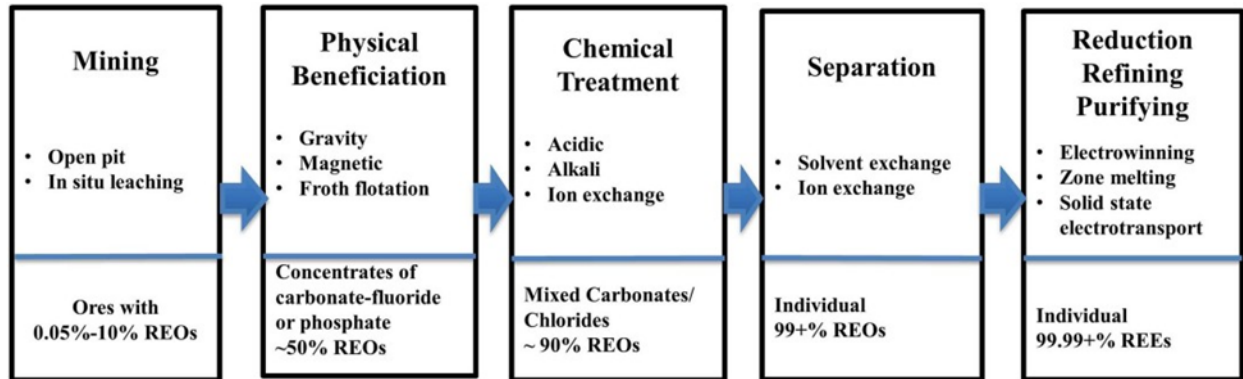 Mining
• Open pit
• In situ leaching
Ores with
0.05%-10% REOs
Physical
Beneficiation
• Gravity
• Magnetic
• Froth flotation
Concentrates of
carbonate-fluoride
or phosphate
~50% REOs
Chemical
Treatment
• Acidic
• Alkali
• Ion exchange
Mixed Carbonates/
Chlorides
~ 90% REOs
Separation
• Solvent exchange
• Ion exchange
Individual
99+% REOs
Reduction
Refining
Purifying
• Electrowinning
• Zone melting
• Solid state
electrotransport
Individual
99.99+% REEs